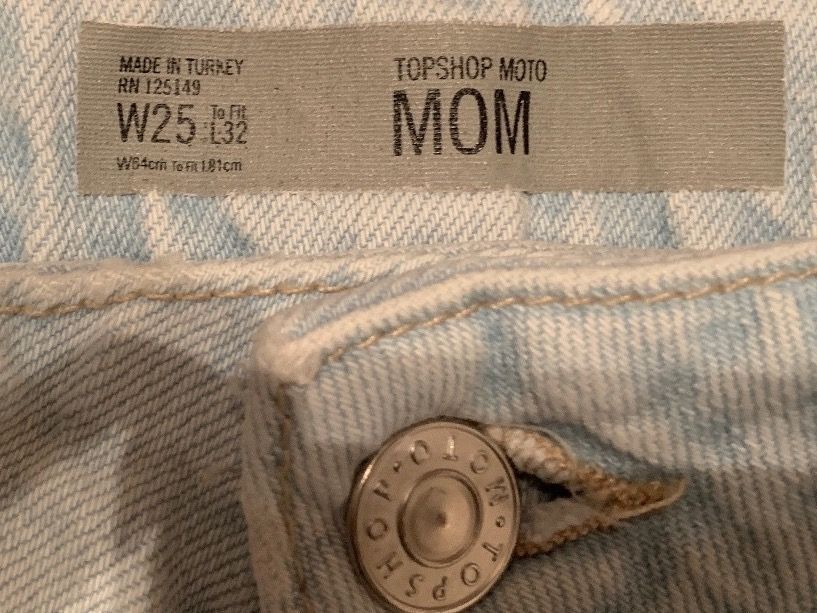 MADE IN TURKEY
RN 125149
W25 To Fit L32
W64cm To Fit L81cm
TOPSHOP MOTO
MOM
TOPSHOP • MOTO •